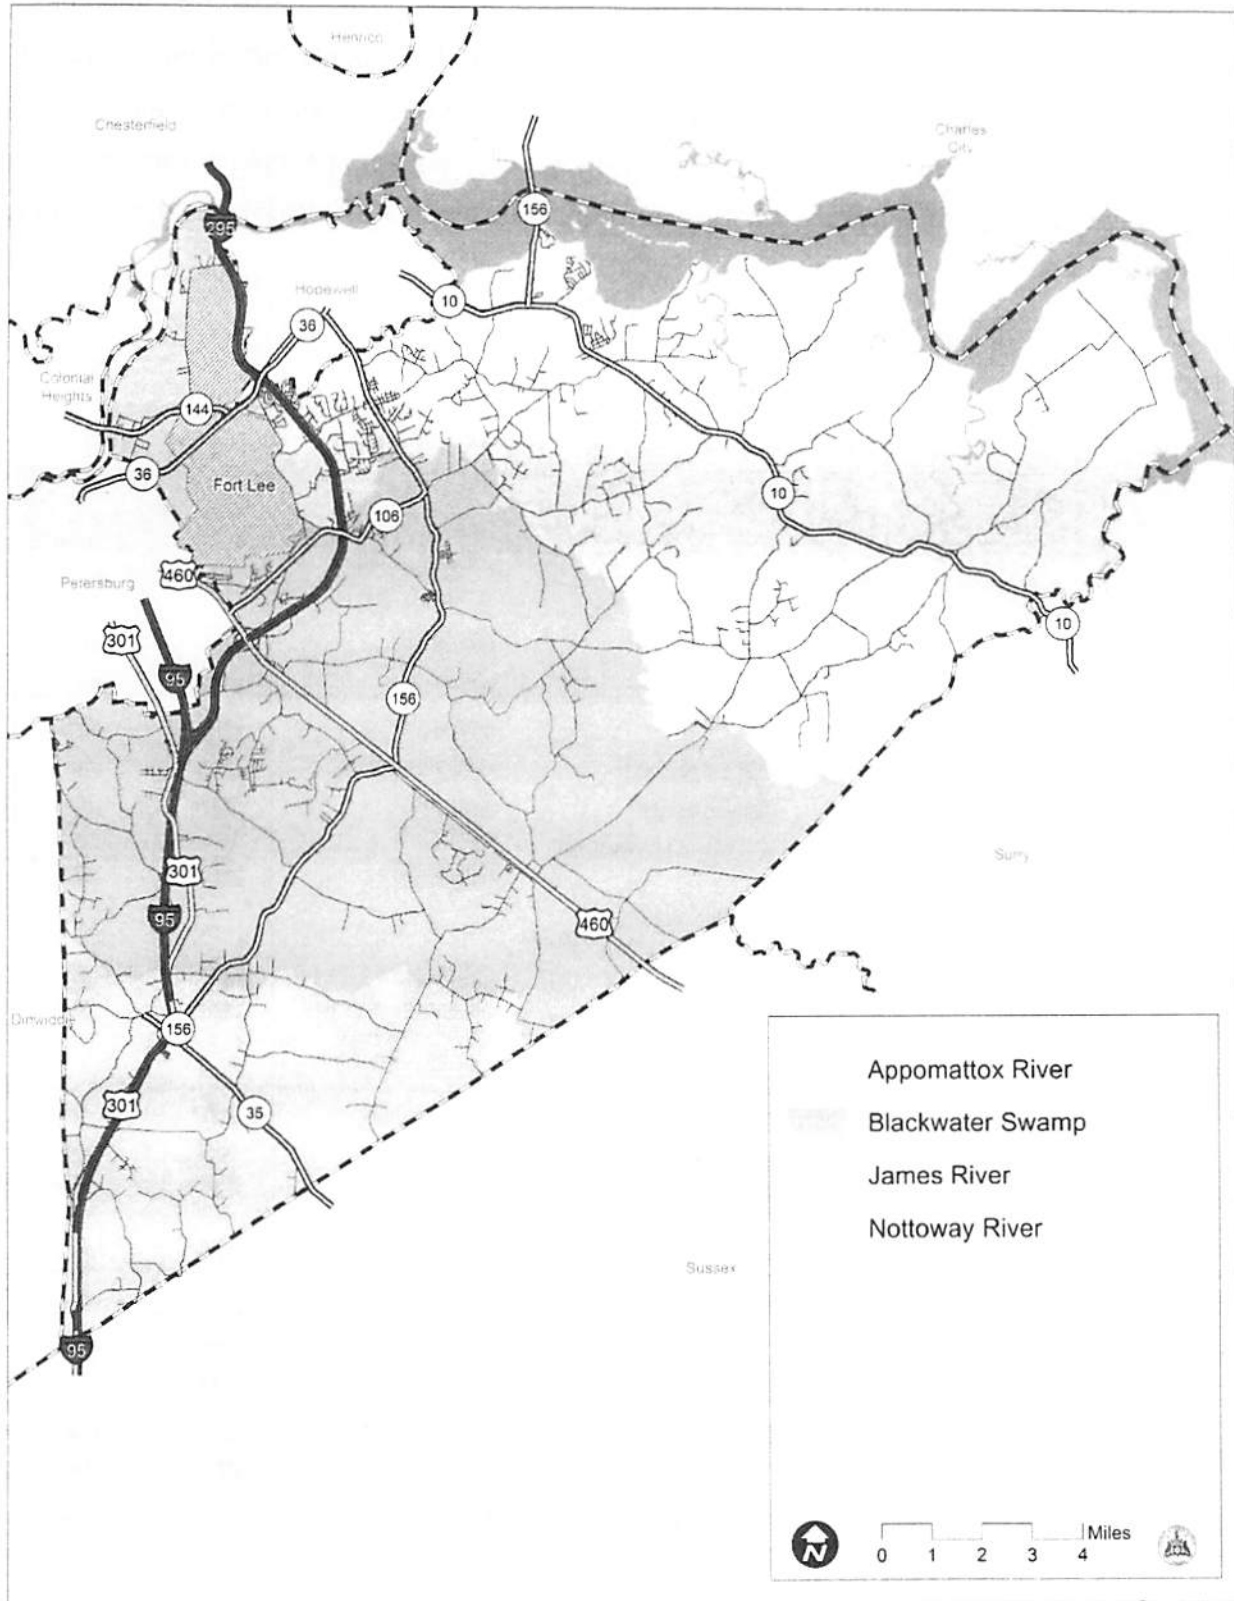 Henrico
Chesterfield
Charles
City
156
295
Hopewell
10
36
Colonial
Heights
144
10
36
Fort Lee
106
460
Petersburg
10
301
95
156
Surry
301
95
460
Dinwiddie
156
301
35
Sussex
95
Appomattox River
Blackwater Swamp
James River
Nottoway River
N
Miles
0 1 2 3 4